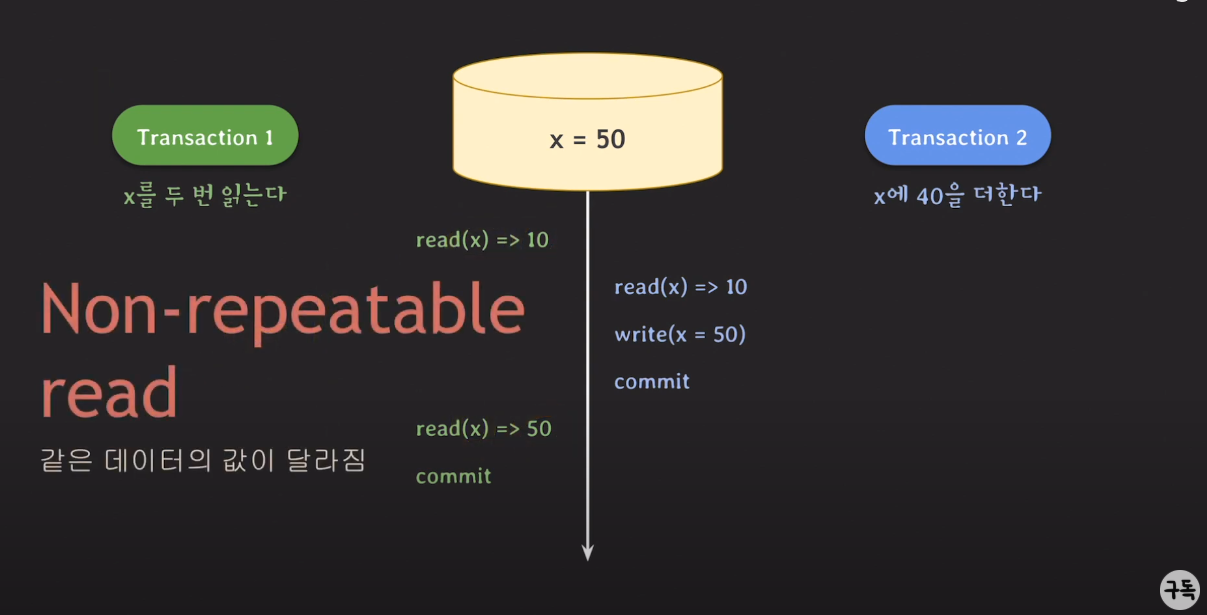 x = 50
Transaction 1
x를 두 번 읽는다
Transaction 2
x에 40을 더한다
read(x) => 10
read(x) => 10
write(x = 50)
commit
Non-repeatable
read
같은 데이터의 값이 달라짐
read(x) => 50
commit
구독